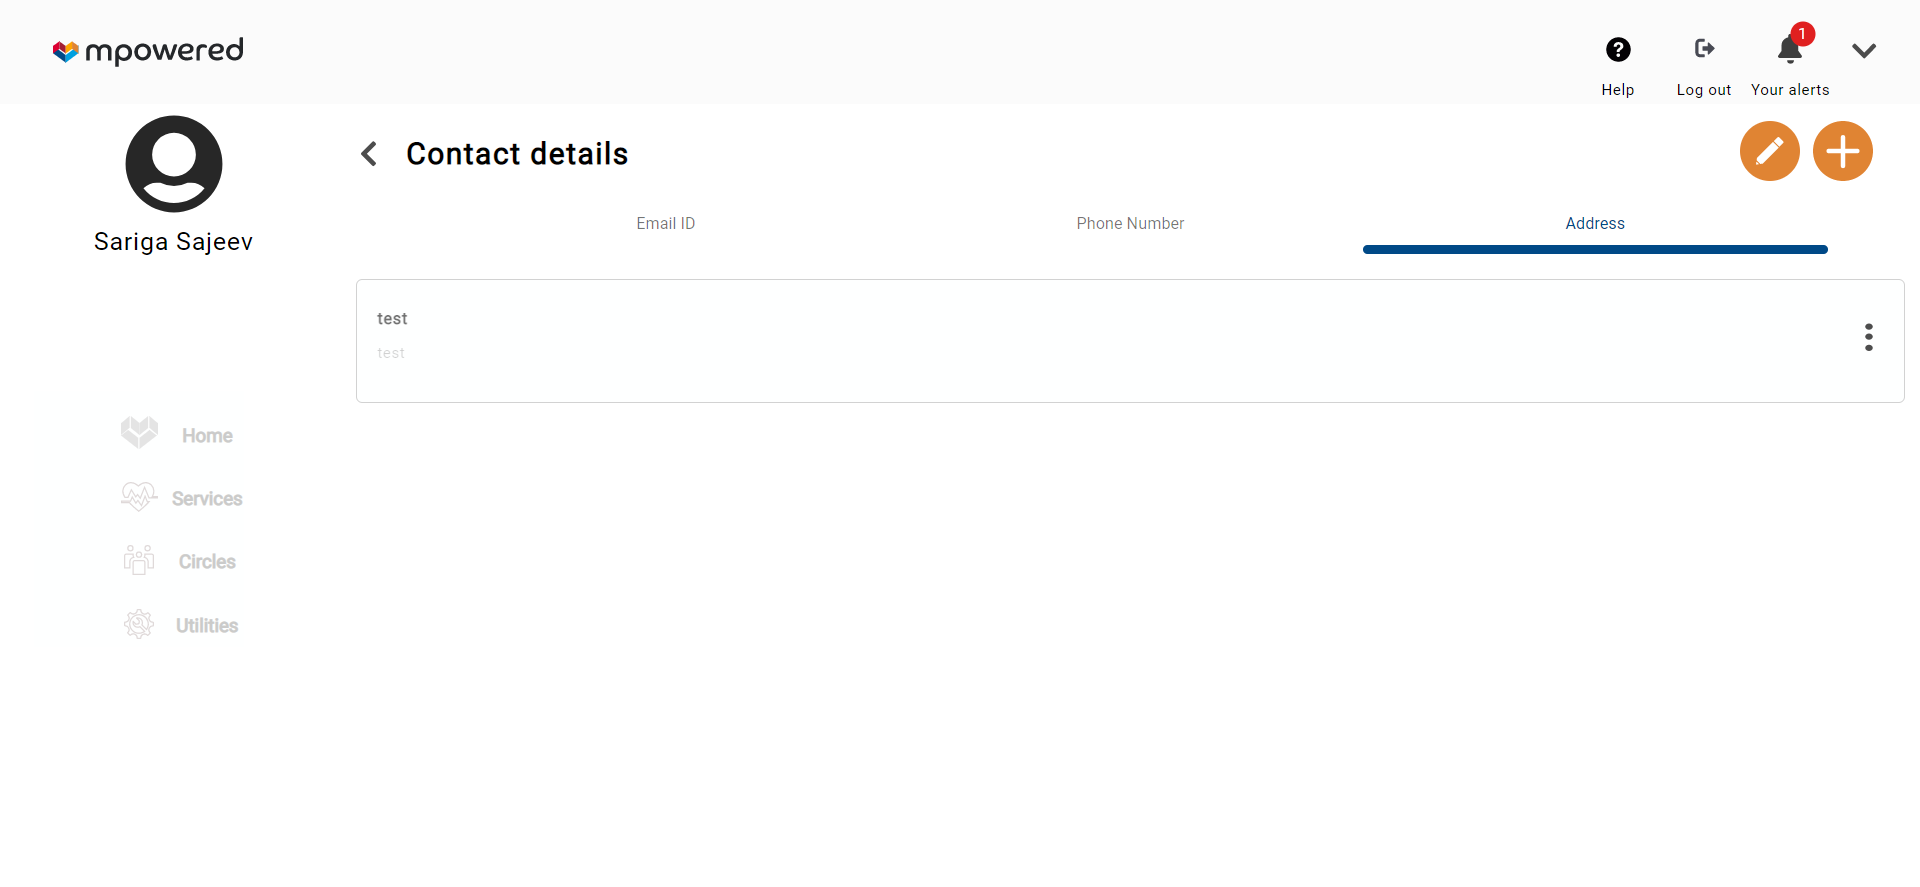 mpowered
1
Help
Log out
Your alerts
Sariga Sajeev
Contact details
Email ID
Phone Number
Address
test
test
Home
Services
Circles
Utilities